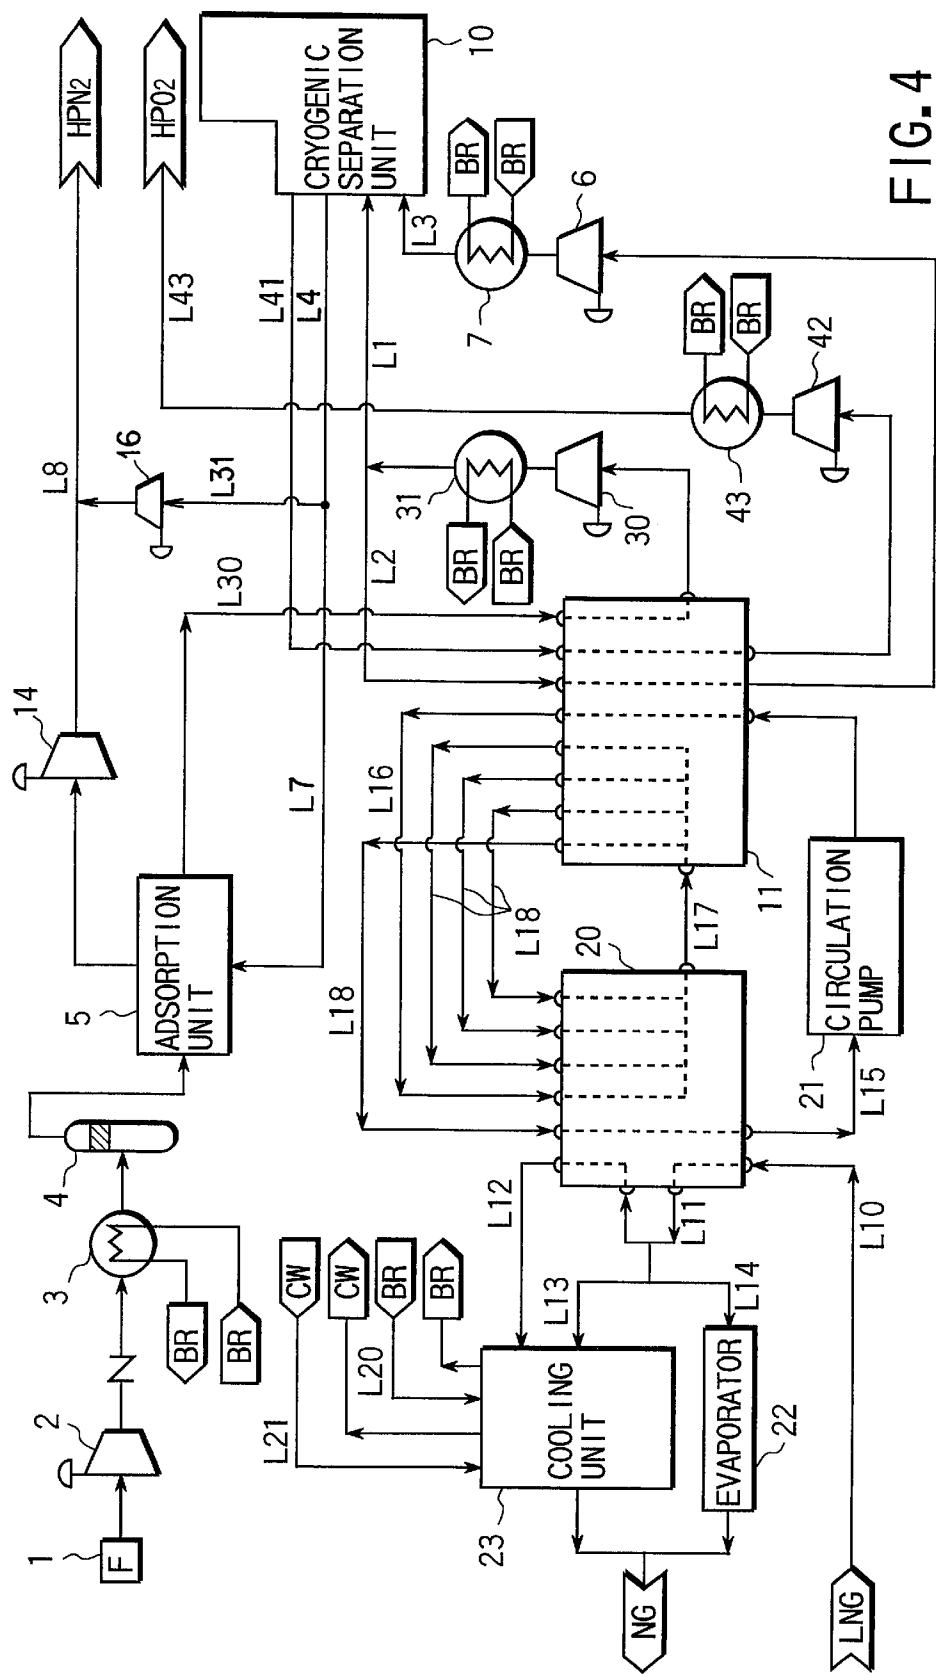 HPN2
HPO2
L8
16
L31
L43
CRYOGENIC
SEPARATION
UNIT
10
L41
L4
L1
L3
BR
BR
7
6
14
L30
L7
L2
31
BR
BR
30
BR
BR
43
42
5
ADSORPTION
UNIT
4
3
BR
BR
2
1
F
L16
L18
L18
20
L17
11
CIRCULATION
PUMP
21
L15
L12
L11
L10
CW
CW
BR
BR
L21
L20
L13
L14
COOLING
UNIT
23
EVAPORATOR
22
NG
LNG
FIG. 4